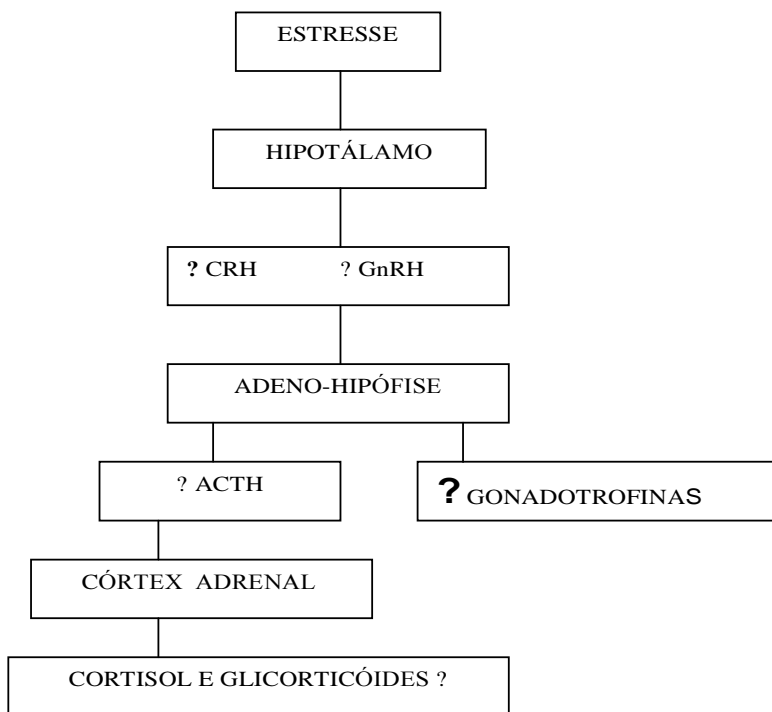 ESTRESSE
HIPOTÁLAMO
? CRH ? GnRH
ADENO-HIPÓFISE
? ACTH
? GONADOTROFINAS
CÓRTEX ADRENAL
CORTISOL E GLICORTICÓIDES ?